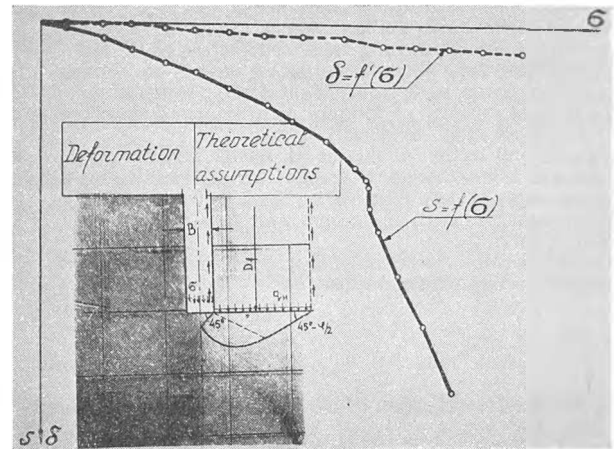 σ
δ=f'(σ)
Deformation
Theoretical
assumptions
s=f(σ)
B
σ
45°
45°-φ/2
s δ